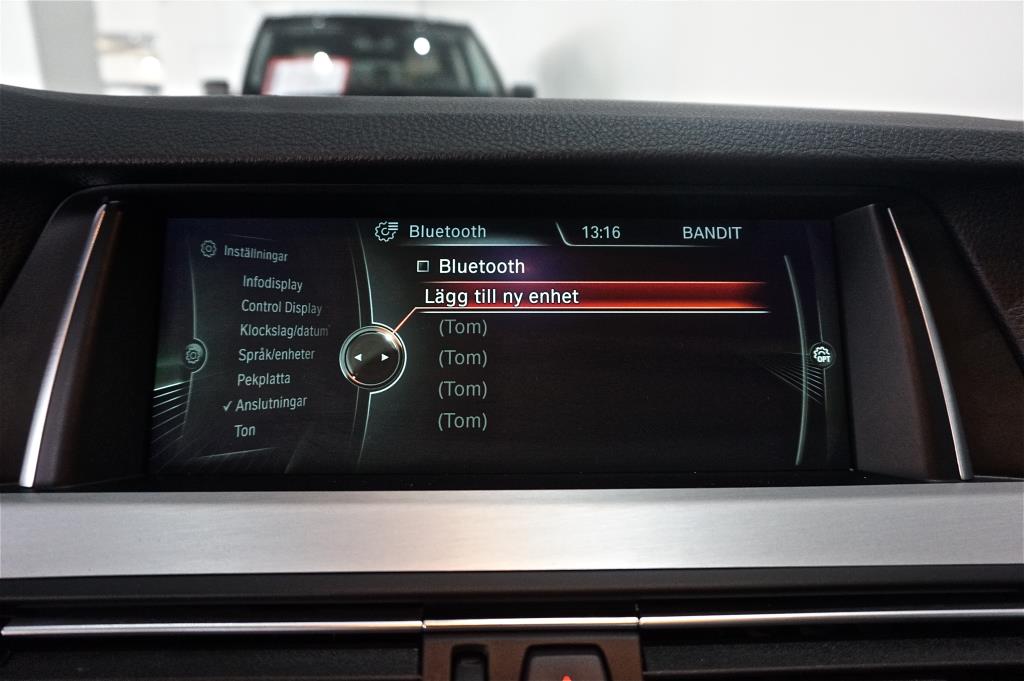 Inställningar
Infodisplay
Control Display
Klockslag/datum
Språk/enheter
Pekplatta
✓ Anslutningar
Ton
Bluetooth 13:16 BANDIT
Bluetooth
Lägg till ny enhet
(Tom)
(Tom)
(Tom)
(Tom)
OPT